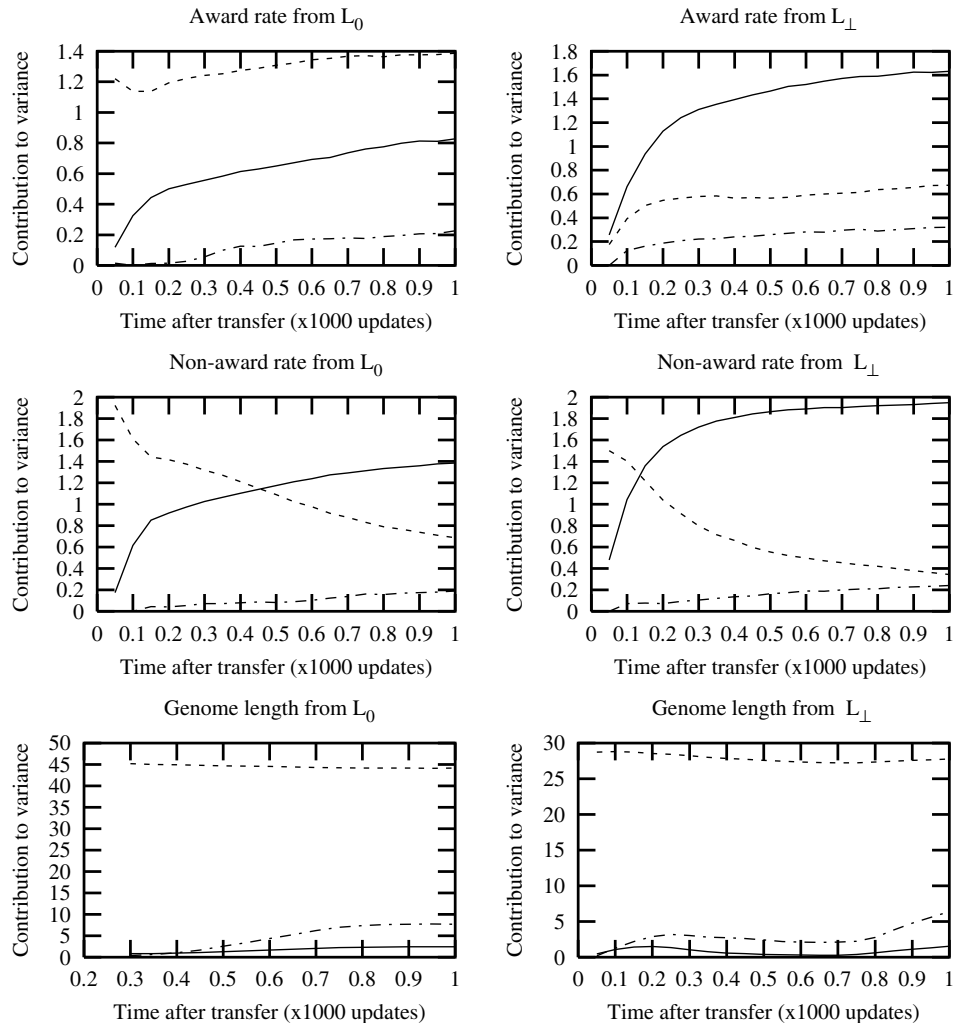 Award rate from L0
Contribution to variance
1.4
1.2
1
0.8
0.6
0.4
0.2
0
0 0.1 0.2 0.3 0.4 0.5 0.6 0.7 0.8 0.9 1
Time after transfer (x1000 updates)
Award rate from L⊥
Contribution to variance
1.8
1.6
1.4
1.2
1
0.8
0.6
0.4
0.2
0
0 0.1 0.2 0.3 0.4 0.5 0.6 0.7 0.8 0.9 1
Time after transfer (x1000 updates)
Non-award rate from L0
Contribution to variance
2
1.8
1.6
1.4
1.2
1
0.8
0.6
0.4
0.2
0
0 0.1 0.2 0.3 0.4 0.5 0.6 0.7 0.8 0.9 1
Time after transfer (x1000 updates)
Non-award rate from L⊥
Contribution to variance
2
1.8
1.6
1.4
1.2
1
0.8
0.6
0.4
0.2
0
0 0.1 0.2 0.3 0.4 0.5 0.6 0.7 0.8 0.9 1
Time after transfer (x1000 updates)
Genome length from L0
Contribution to variance
50
45
40
35
30
25
20
15
10
5
0
0.2 0.3 0.4 0.5 0.6 0.7 0.8 0.9 1
Time after transfer (x1000 updates)
Genome length from L⊥
Contribution to variance
30
25
20
15
10
5
0
0 0.1 0.2 0.3 0.4 0.5 0.6 0.7 0.8 0.9 1
Time after transfer (x1000 updates)